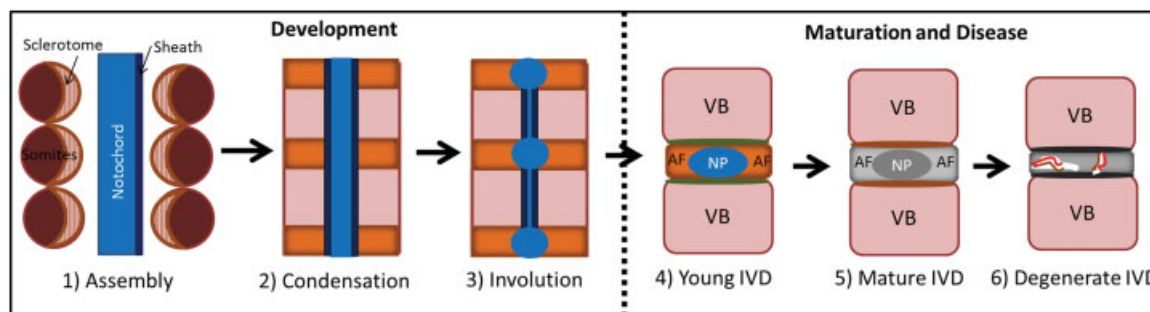 Development
Maturation and Disease
Sclerotome
Sheath
Somites
Notochord
VB
AF NP AF
VB
VB
AF NP AF
VB
VB
VB
1) Assembly
2) Condensation
3) Involution
4) Young IVD
5) Mature IVD
6) Degenerate IVD